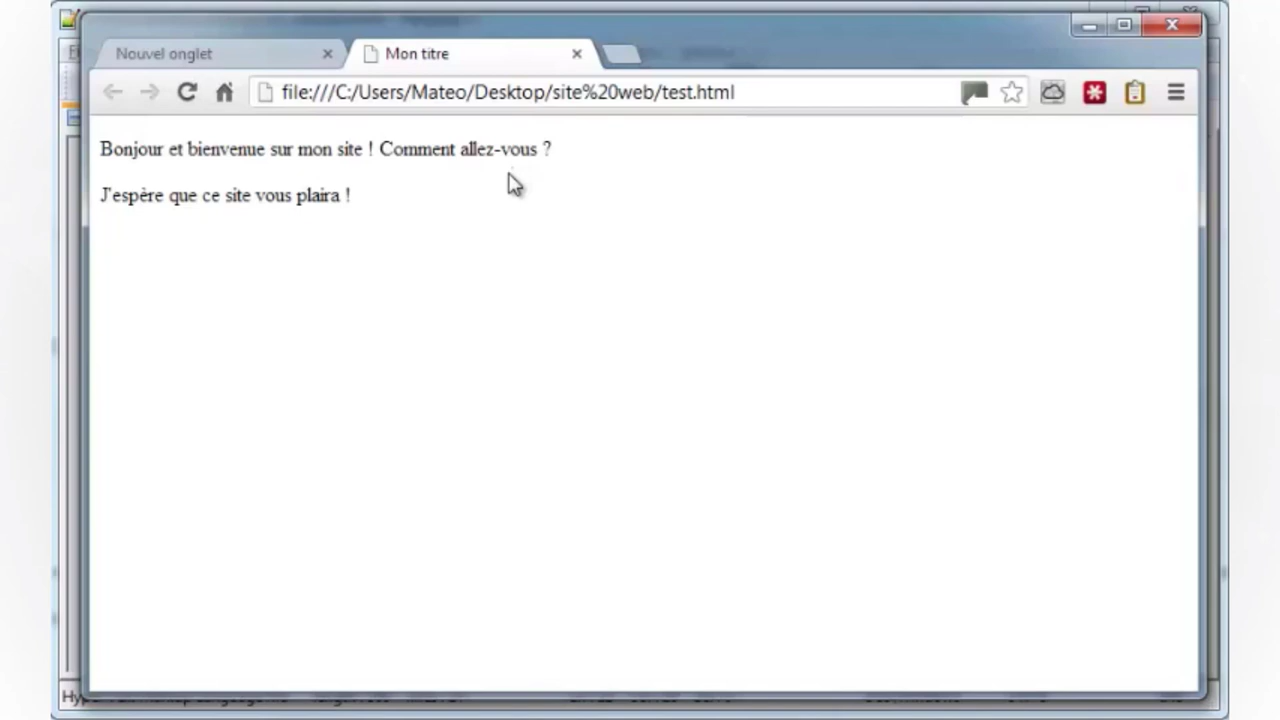 Nouvel onglet
Mon titre
file:///C:/Users/Mateo/Desktop/site%20web/test.html
Bonjour et bienvenue sur mon site ! Comment allez-vous ?
J'espère que ce site vous plaira !